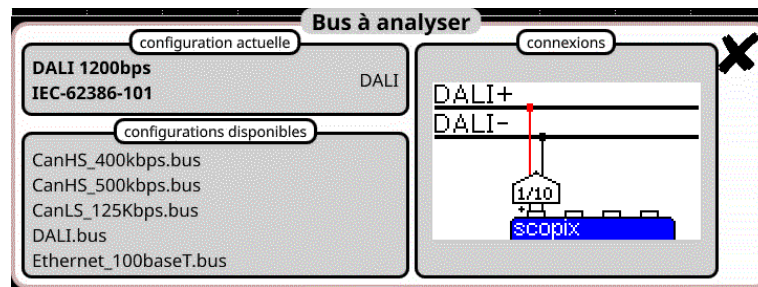 Bus à analyser
configuration actuelle
DALI 1200bps
IEC-62386-101
DALI
configurations disponibles
CanHS_400kbps.bus
CanHS_500kbps.bus
CanLS_125Kbps.bus
DALI.bus
Ethernet_100baseT.bus
connexions
DALI+
DALI-
1/10
+
scopix